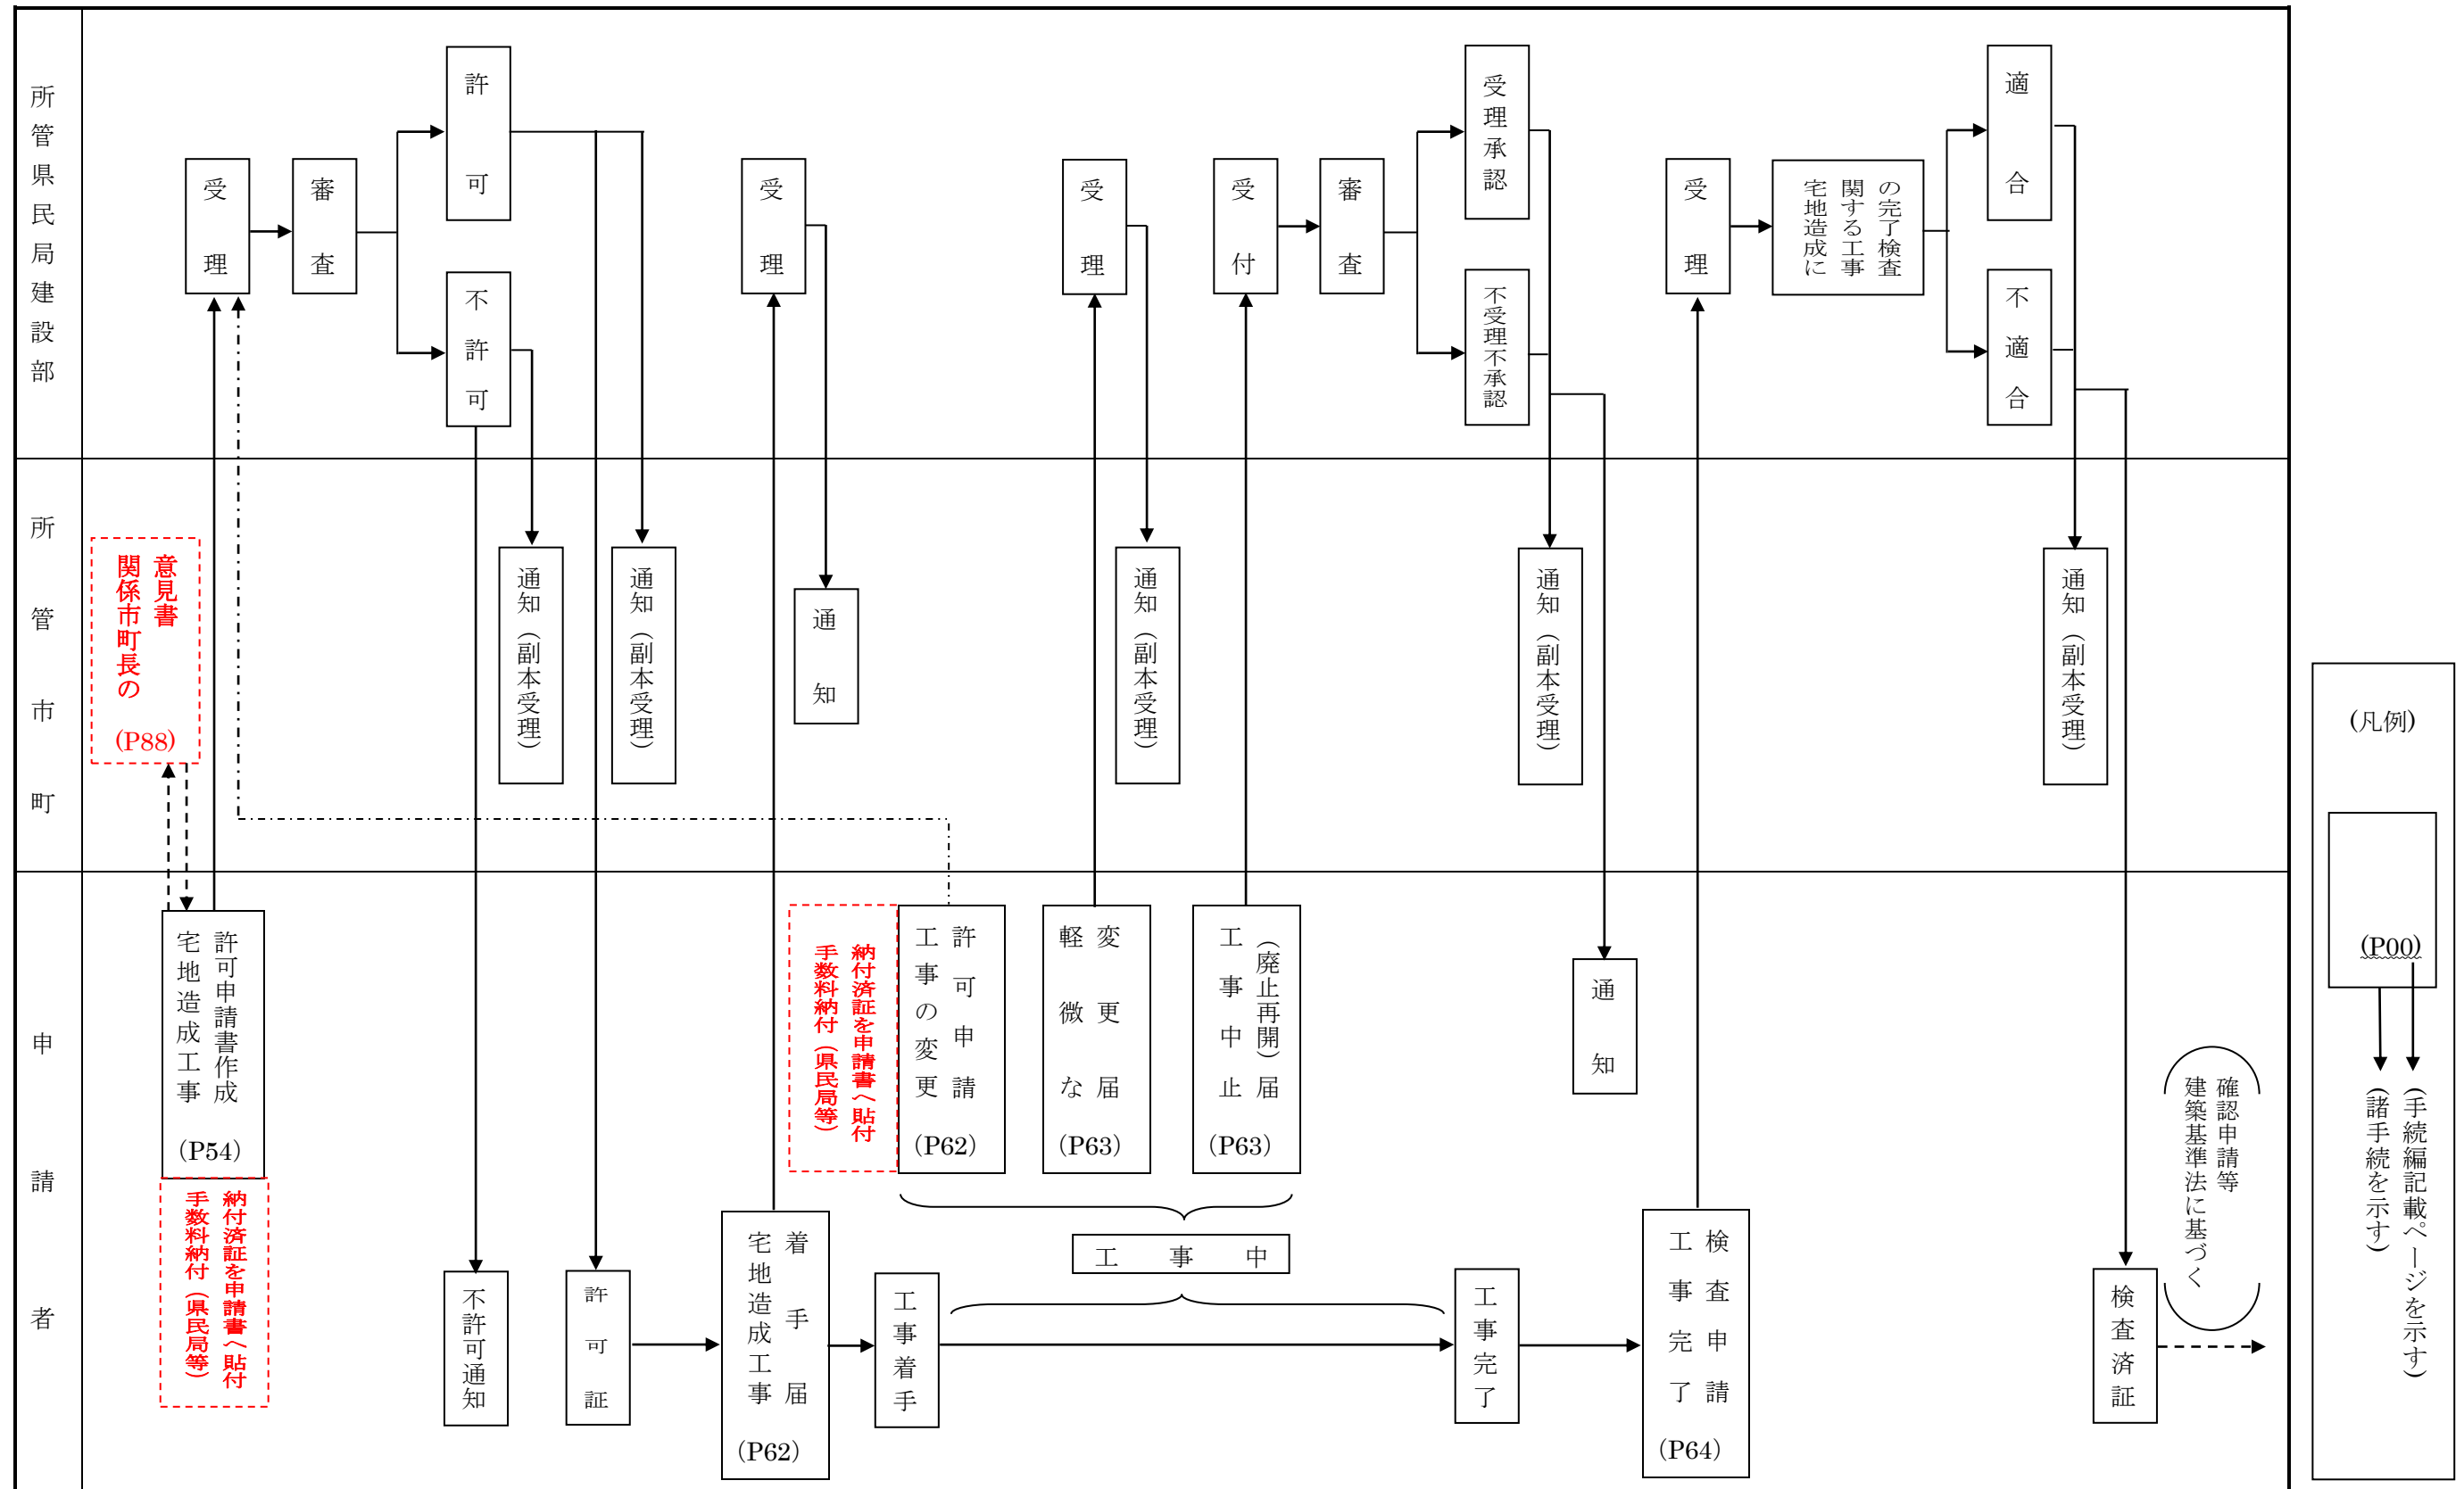 所管県民局建設部
受理
審査
許可
不許可
受理
受理
受付
審査
受理承認
不受理不承認
受理
宅地造成に
関する工事
の完了検査
適合
不適合
所管市町
関係市町長の
意見書
(P88)
通知（副本受理）
通知（副本受理）
通知
通知（副本受理）
通知（副本受理）
通知（副本受理）
申請者
宅地造成工事
許可申請書作成
(P54)
手数料納付（県民局等）
納付済証を申請書へ貼付
不許可通知
許可証
宅地造成工事
着手届
(P62)
工事着手
手数料納付（県民局等）
納付済証を申請書へ貼付
工事の変更
許可申請
(P62)
軽微な
変更届
(P63)
工事中止
（廃止再開）届
(P63)
工事中
工事完了
通知
工事完了
検査申請
(P64)
検査済証
建築基準法に基づく
確認申請等
(凡例)
(P00)
(手続編記載ページを示す)
(諸手続を示す)